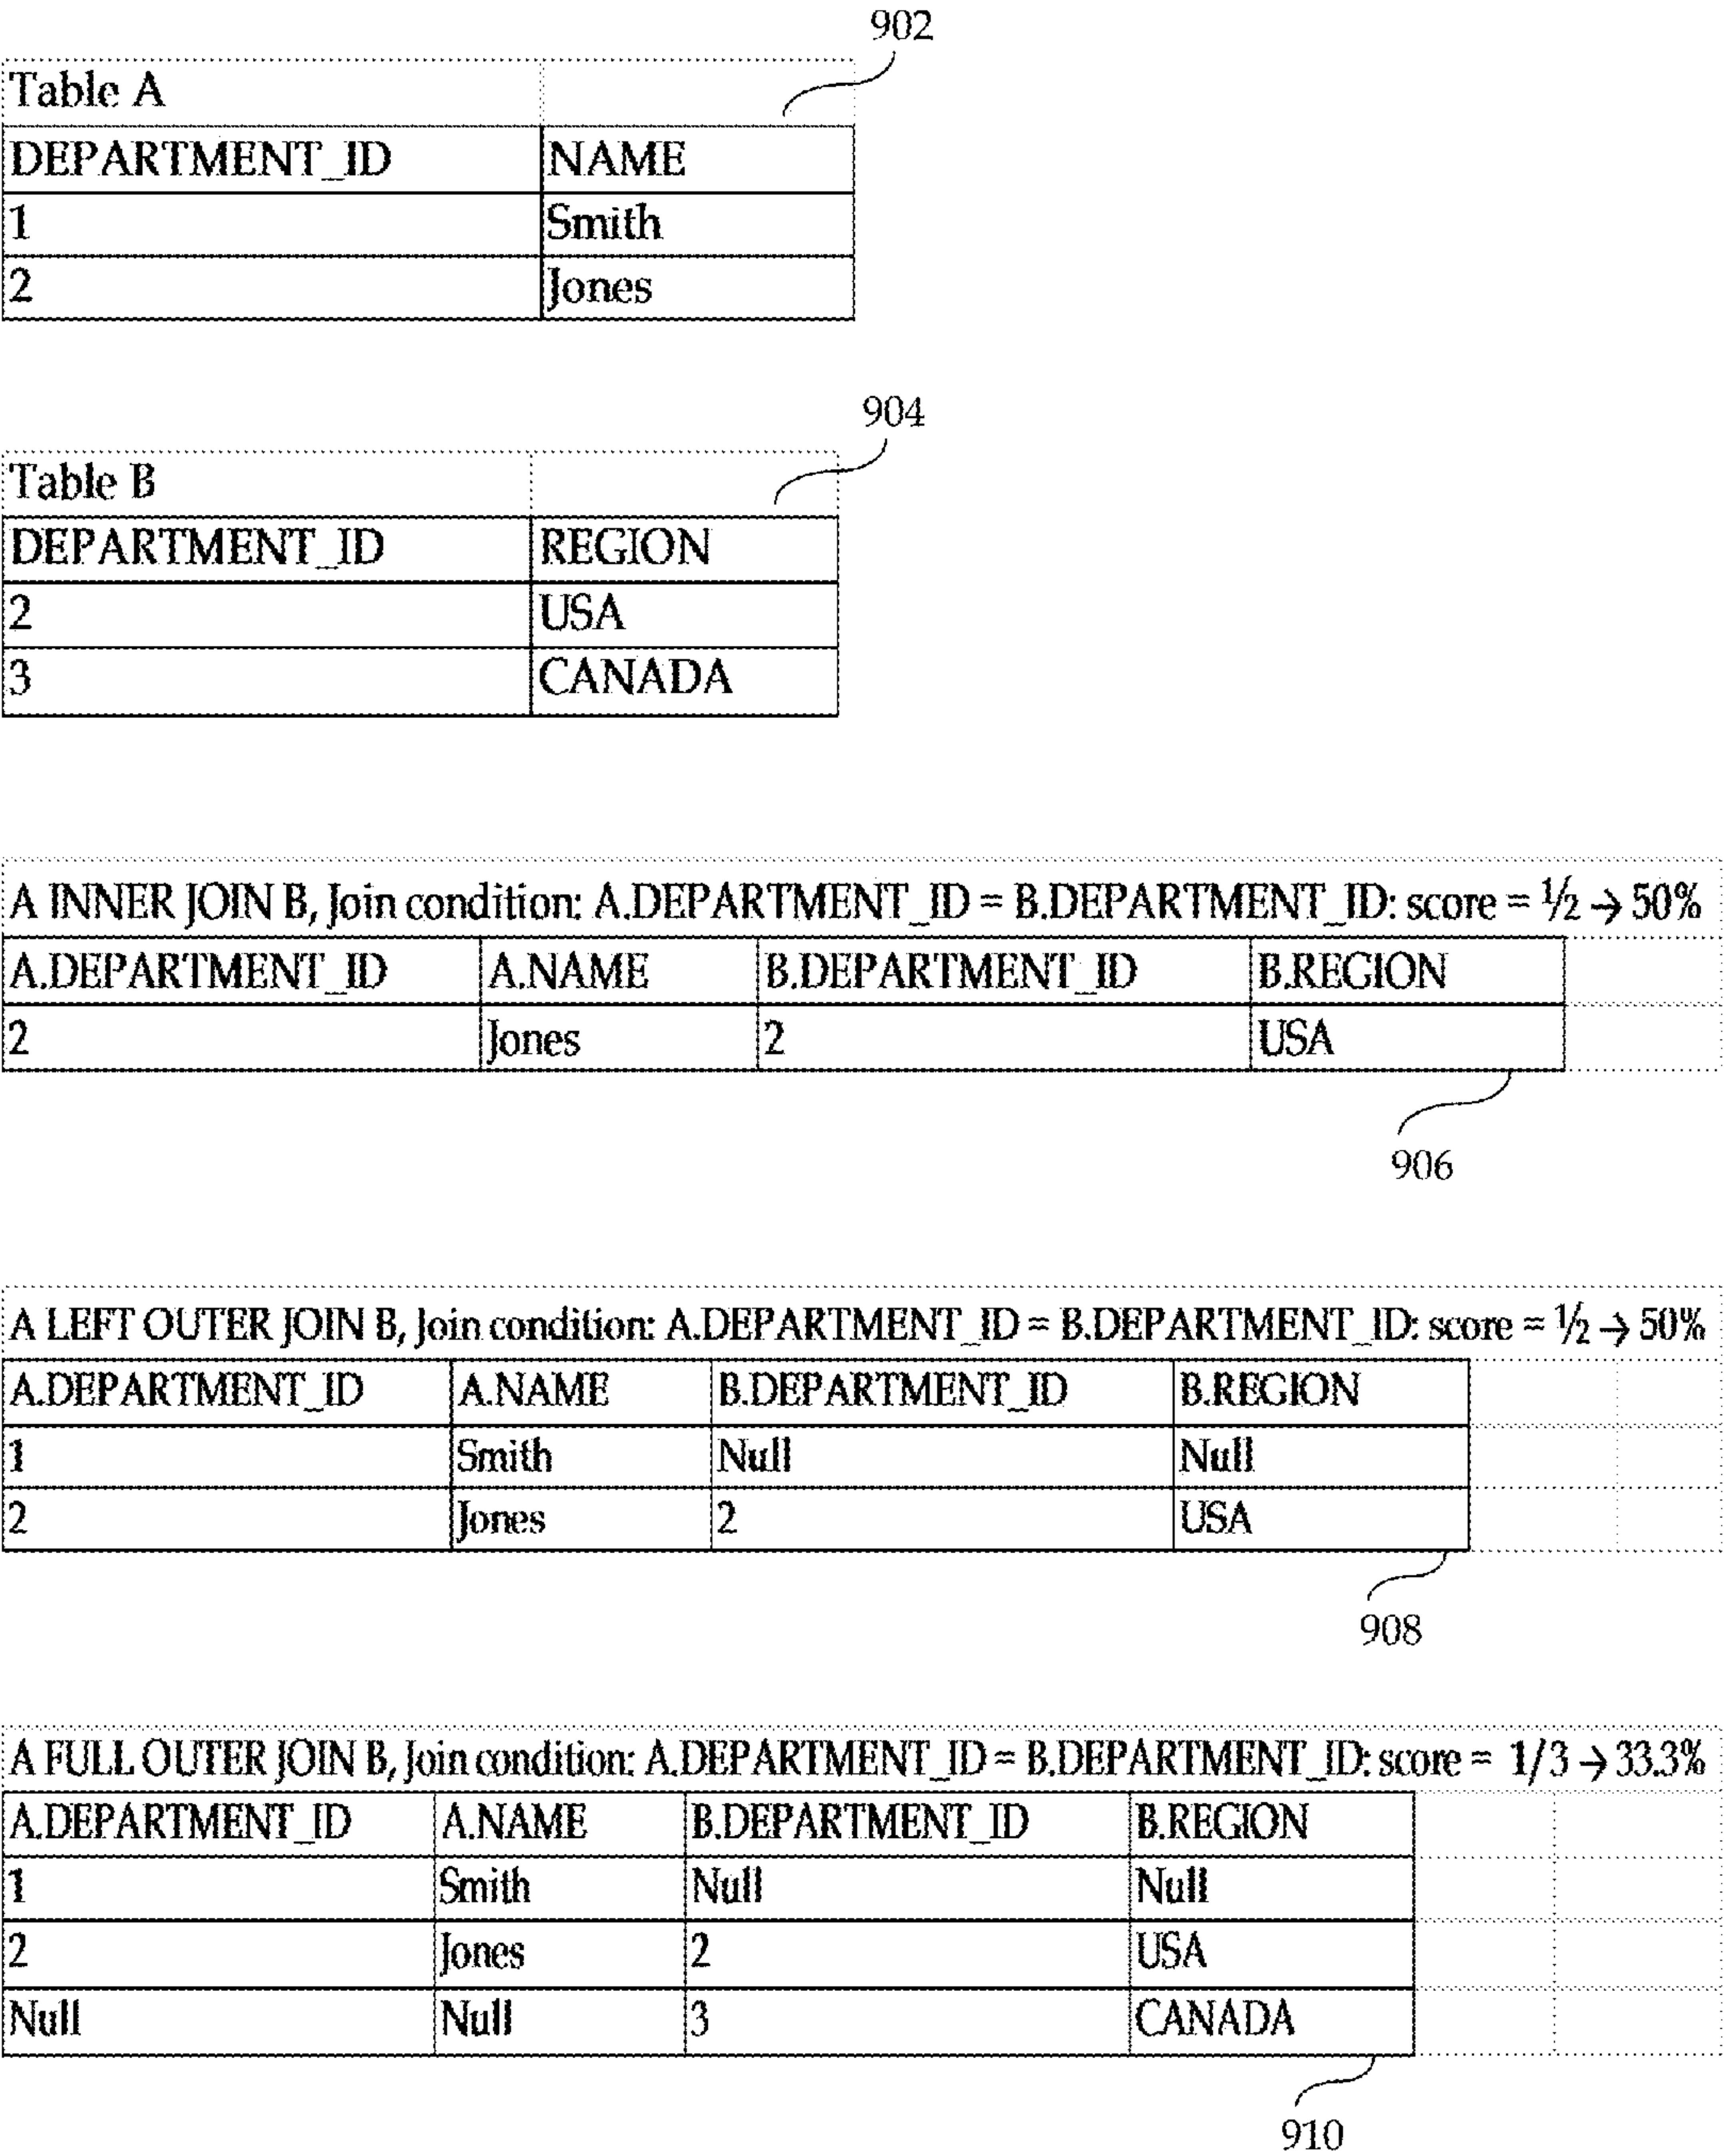 902
Table A
DEPARTMENT_ID NAME
1 Smith
2 Jones
904
Table B
DEPARTMENT_ID REGION
2 USA
3 CANADA
A INNER JOIN B, Join condition: A.DEPARTMENT_ID = B.DEPARTMENT_ID: score = ½ → 50%
A.DEPARTMENT_ID A.NAME B.DEPARTMENT_ID B.REGION
2 Jones 2 USA
906
A LEFT OUTER JOIN B, Join condition: A.DEPARTMENT_ID = B.DEPARTMENT_ID: score = ½ → 50%
A.DEPARTMENT_ID A.NAME B.DEPARTMENT_ID B.REGION
1 Smith Null Null
2 Jones 2 USA
908
A FULL OUTER JOIN B, Join condition: A.DEPARTMENT_ID = B.DEPARTMENT_ID: score = 1/3 → 33.3%
A.DEPARTMENT_ID A.NAME B.DEPARTMENT_ID B.REGION
1 Smith Null Null
2 Jones 2 USA
Null Null 3 CANADA
910